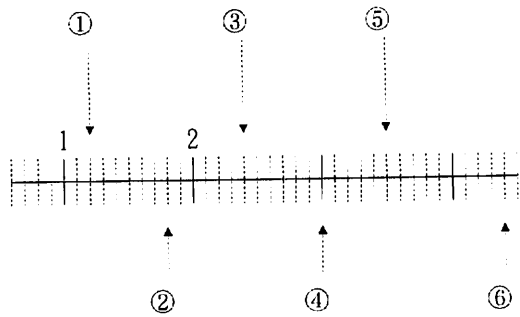 ① ③ ⑤
1 2
② ④ ⑥